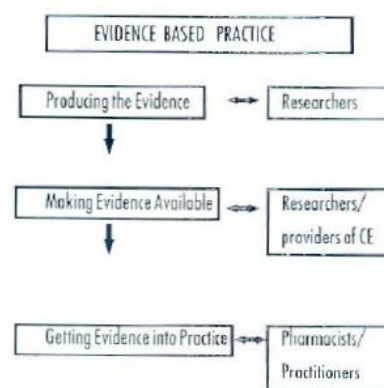 EVIDENCE BASED PRACTICE
Producing the Evidence
Researchers
Making Evidence Available
Researchers/
providers of CE
Getting Evidence into Practice
Pharmacists/
Practitioners